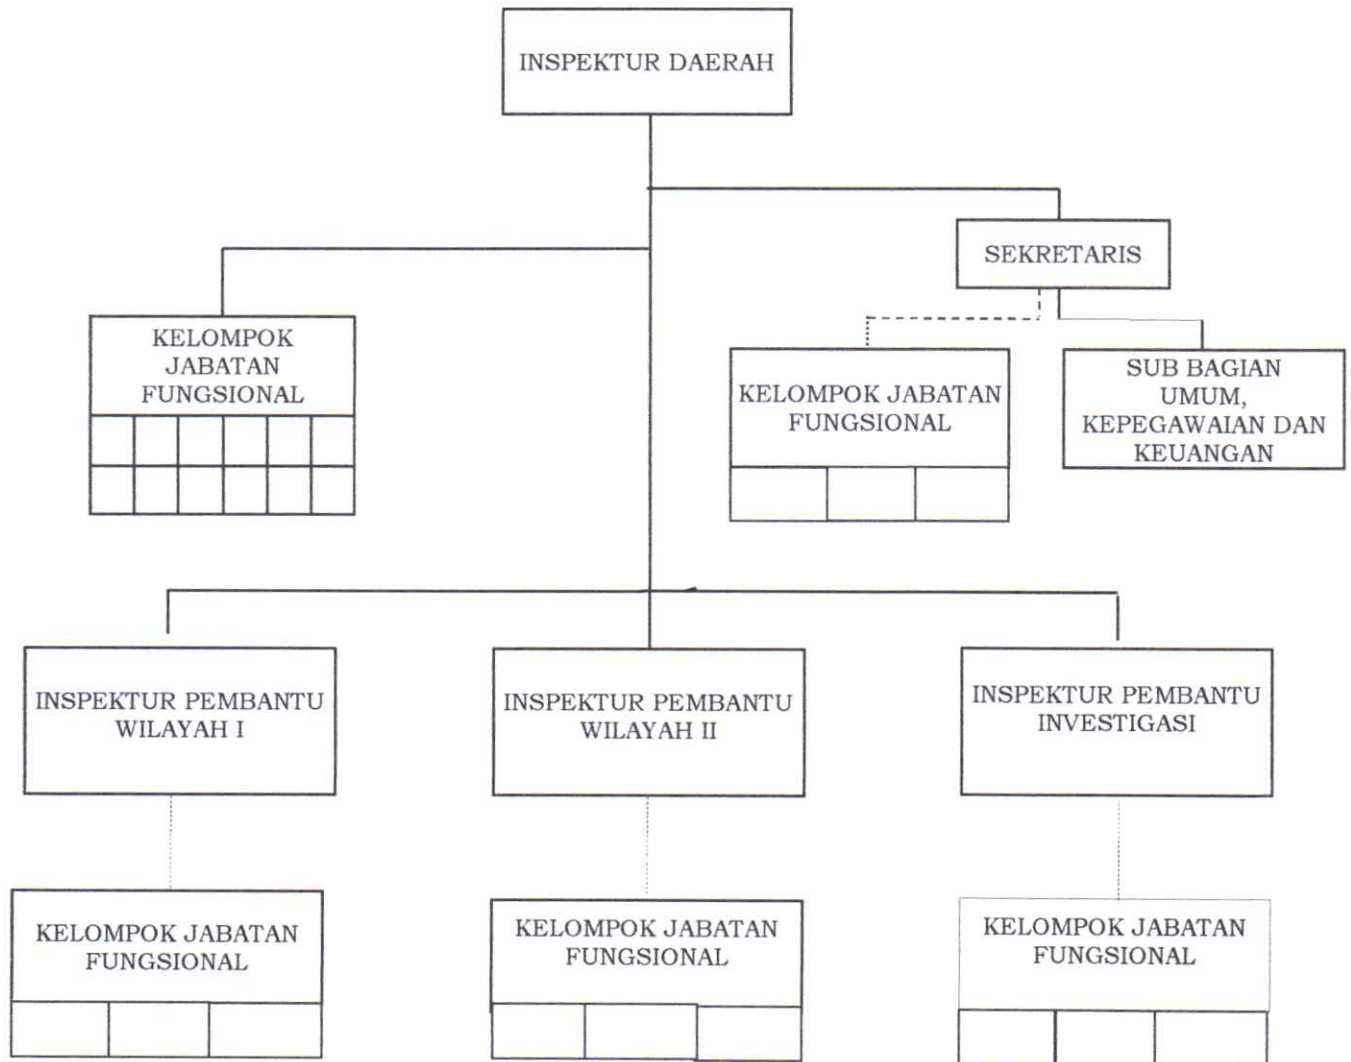 INSPEKTUR DAERAH
SEKRETARIS
KELOMPOK
JABATAN
FUNGSIONAL
KELOMPOK JABATAN
FUNGSIONAL
SUB BAGIAN
UMUM,
KEPEGAWAIAN DAN
KEUANGAN
INSPEKTUR PEMBANTU
WILAYAH I
INSPEKTUR PEMBANTU
WILAYAH II
INSPEKTUR PEMBANTU
INVESTIGASI
KELOMPOK JABATAN
FUNGSIONAL
KELOMPOK JABATAN
FUNGSIONAL
KELOMPOK JABATAN
FUNGSIONAL